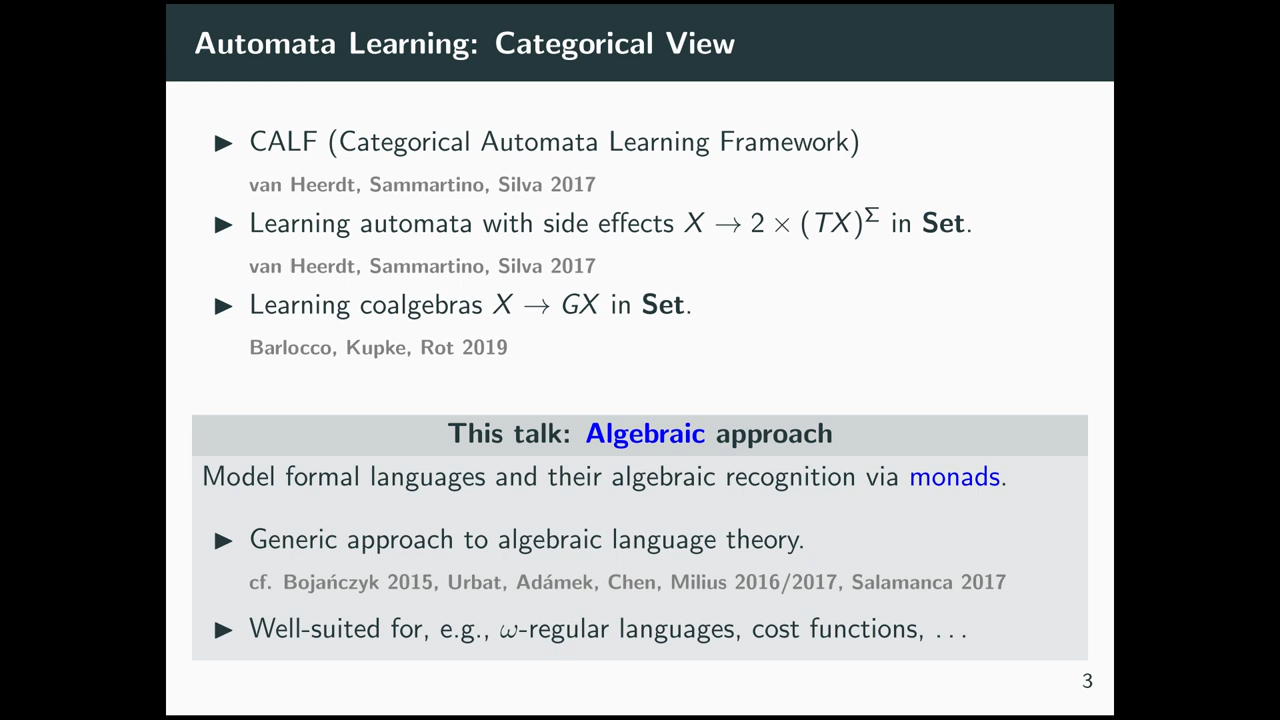 Automata Learning: Categorical View
▶ CALF (Categorical Automata Learning Framework)
van Heerdt, Sammartino, Silva 2017
▶ Learning automata with side effects X → 2 × (TX)^Σ in Set.
van Heerdt, Sammartino, Silva 2017
▶ Learning coalgebras X → GX in Set.
Barlocco, Kupke, Rot 2019
This talk: Algebraic approach
Model formal languages and their algebraic recognition via monads.
▶ Generic approach to algebraic language theory.
cf. Bojańczyk 2015, Urbat, Adámek, Chen, Milius 2016/2017, Salamanca 2017
▶ Well-suited for, e.g., ω-regular languages, cost functions, ...
3